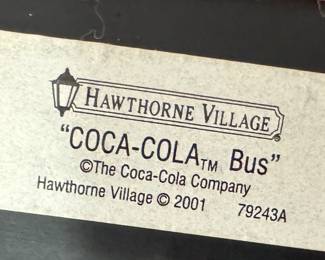 HAWTHORNE VILLAGE®
"COCA-COLA™ BUS"
©The Coca-Cola Company
Hawthorne Village © 2001 79243A